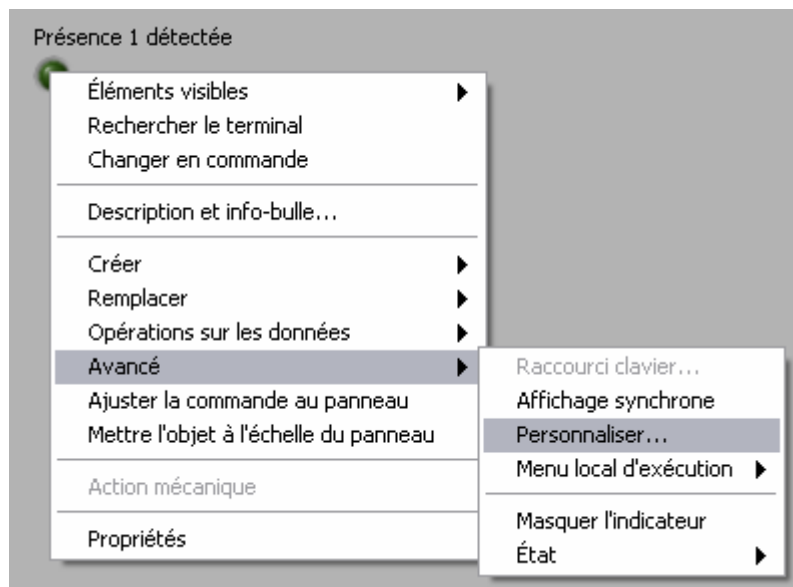 Présence 1 détectée
Éléments visibles
Rechercher le terminal
Changer en commande
Description et info-bulle...
Créer
Remplacer
Opérations sur les données
Avancé
Ajuster la commande au panneau
Mettre l'objet à l'échelle du panneau
Action mécanique
Propriétés
Raccourci clavier...
Affichage synchrone
Personnaliser...
Menu local d'exécution
Masquer l'indicateur
État